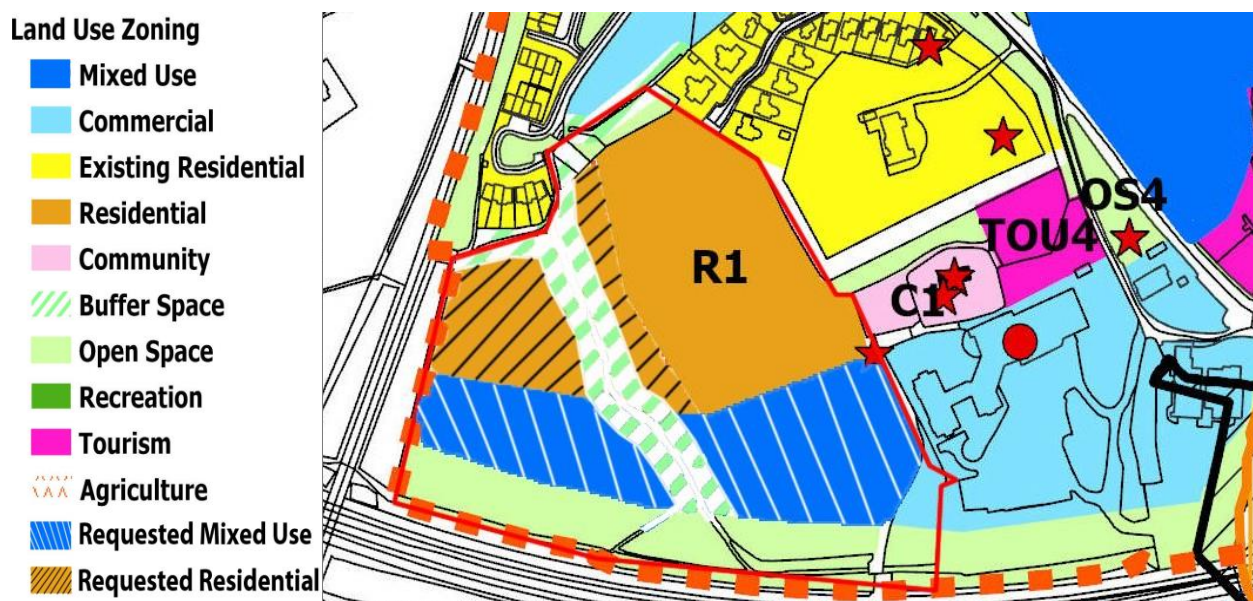 Land Use Zoning
Mixed Use
Commercial
Existing Residential
Residential
Community
Buffer Space
Open Space
Recreation
Tourism
Agriculture
Requested Mixed Use
Requested Residential
OS4
TOU4
R1
C1